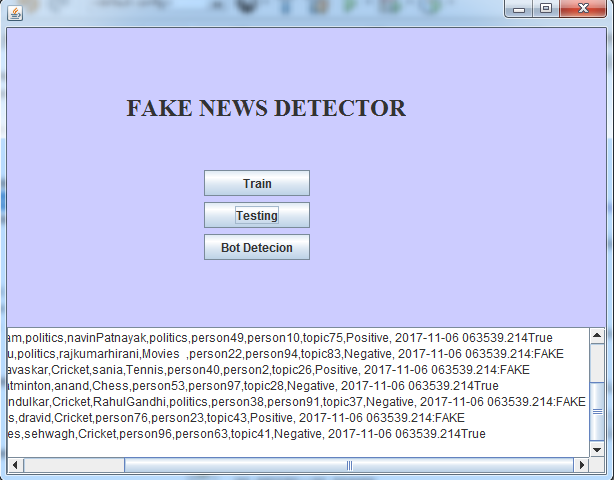 FAKE NEWS DETECTOR
Train
Testing
Bot Detecion
am,politics,navinPatnayak,politics,person49,person10,topic75,Positive, 2017-11-06 063539.214True
u,politics,rajkumarhirani,Movies ,person22,person94,topic83,Negative, 2017-11-06 063539.214:FAKE
avaskar,Cricket,sania,Tennis,person40,person2,topic26,Positive, 2017-11-06 063539.214:FAKE
atminton,anand,Chess,person53,person97,topic28,Negative, 2017-11-06 063539.214True
ndulkar,Cricket,RahulGandhi,politics,person38,person91,topic37,Negative, 2017-11-06 063539.214:FAKE
s,dravid,Cricket,person76,person23,topic43,Positive, 2017-11-06 063539.214:FAKE
es,sehwagh,Cricket,person96,person63,topic41,Negative, 2017-11-06 063539.214True